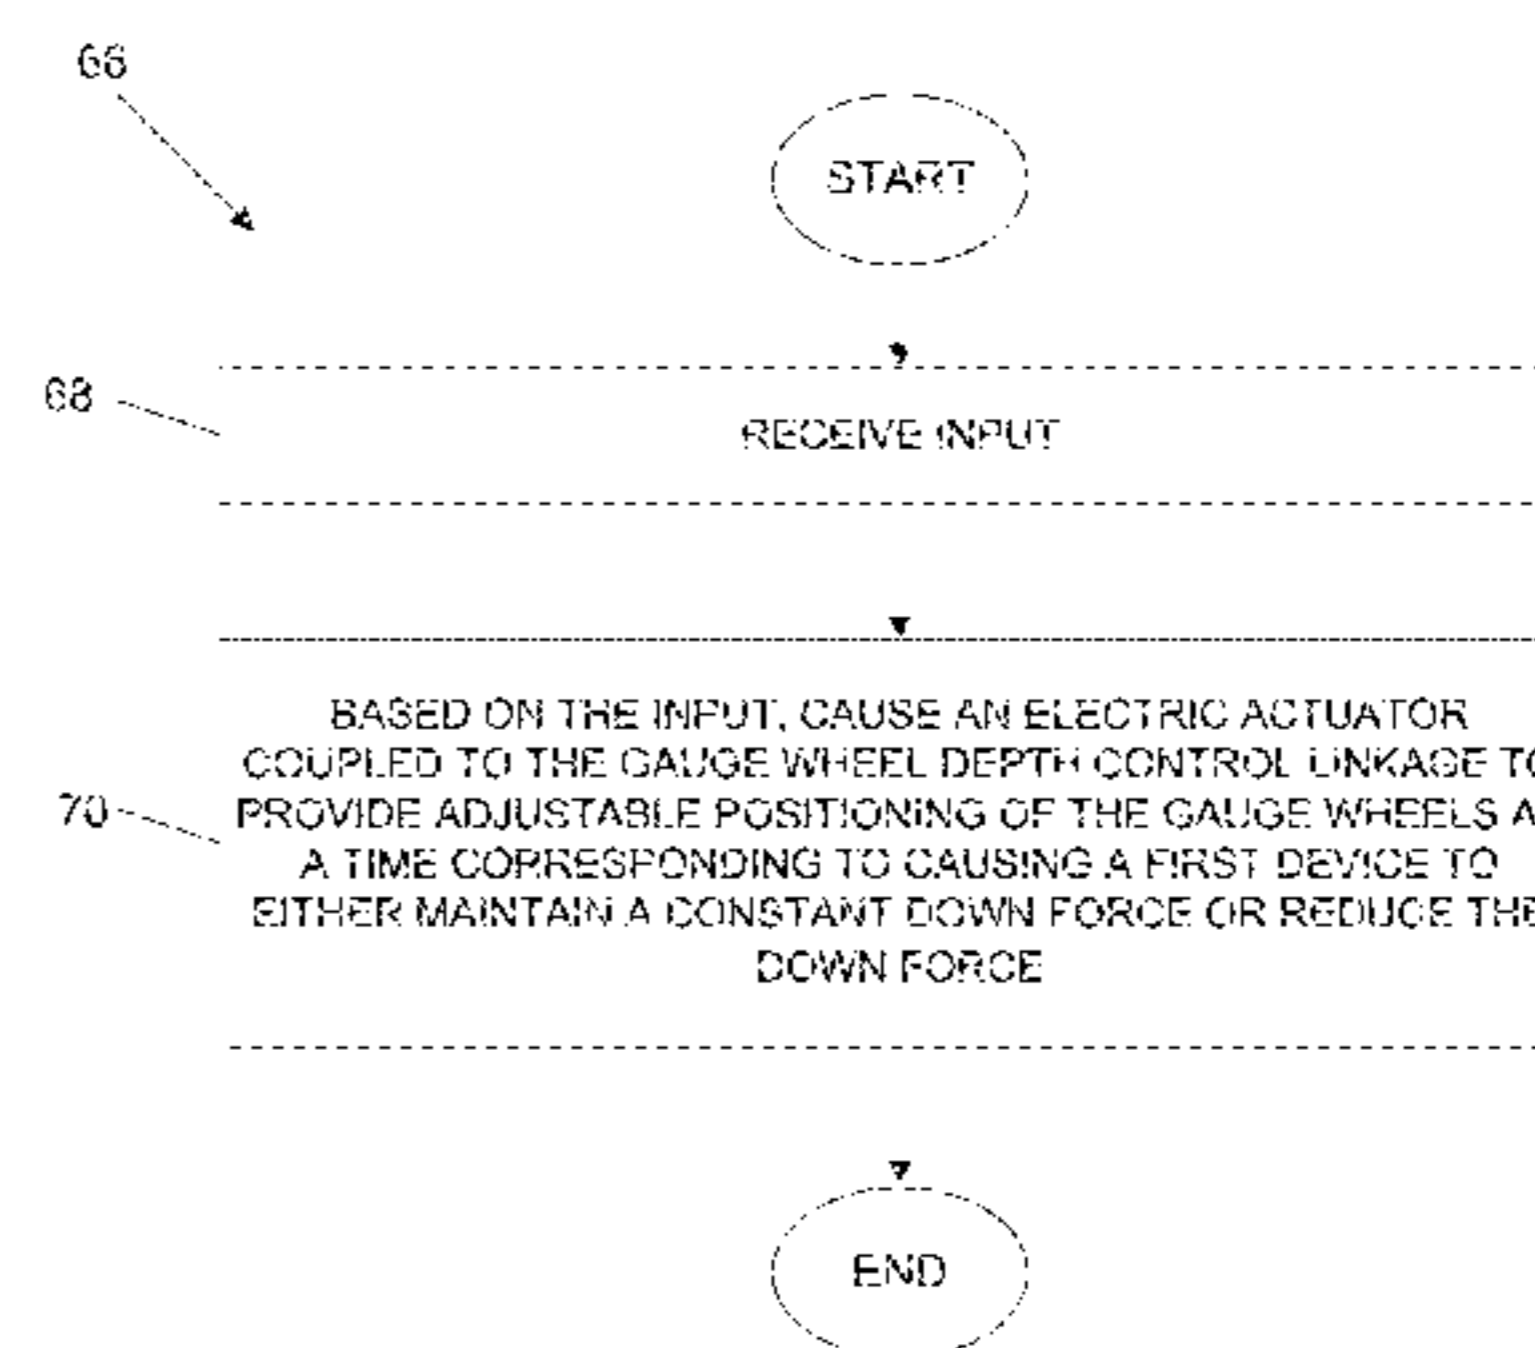 66
START
68
RECEIVE INPUT
BASED ON THE INPUT, CAUSE AN ELECTRIC ACTUATOR
COUPLED TO THE GAUGE WHEEL DEPTH CONTROL LINKAGE TO
70
PROVIDE ADJUSTABLE POSITIONING OF THE GAUGE WHEELS A
A TIME CORRESPONDING TO CAUSING A FIRST DEVICE TO
EITHER MAINTAIN A CONSTANT DOWN FORCE OR REDUCE THE
DOWN FORCE
END